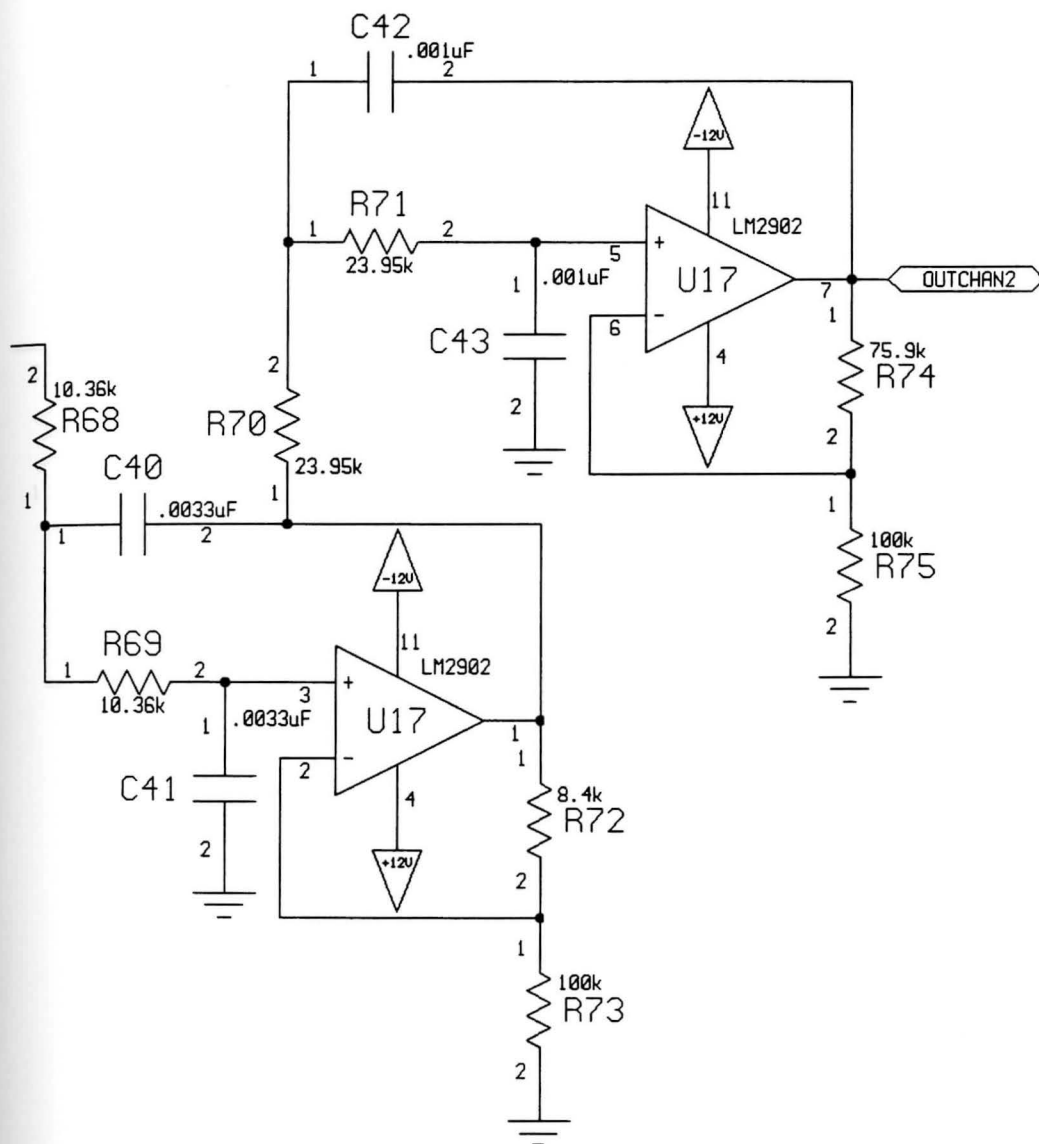 C42
.001uF
1
2
-12V
11
R71
1
2
23.95k
LM2902
5
+
U17
7
OUTCHAN2
1
.001uF
6
-
C43
4
1
75.9k
R74
2
2
+12V
2
10.36k
R68
2
R70
23.95k
1
C40
1
.0033uF
1
2
1
100k
R75
2
-12V
11
R69
1
2
10.36k
LM2902
3
+
U17
1
1
.0033uF
2
-
C41
4
1
8.4k
R72
2
2
+12V
1
100k
R73
2